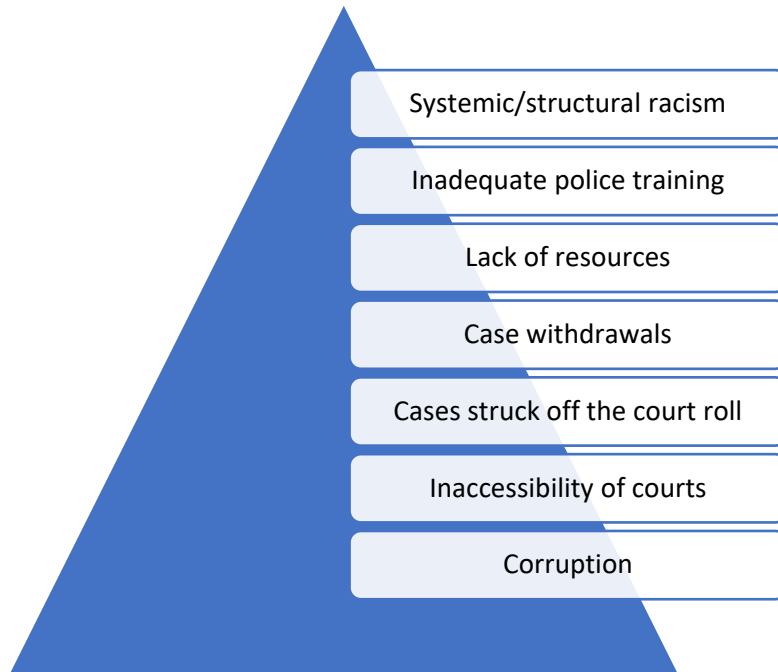 Systemic/structural racism
Inadequate police training
Lack of resources
Case withdrawals
Cases struck off the court roll
Inaccessibility of courts
Corruption